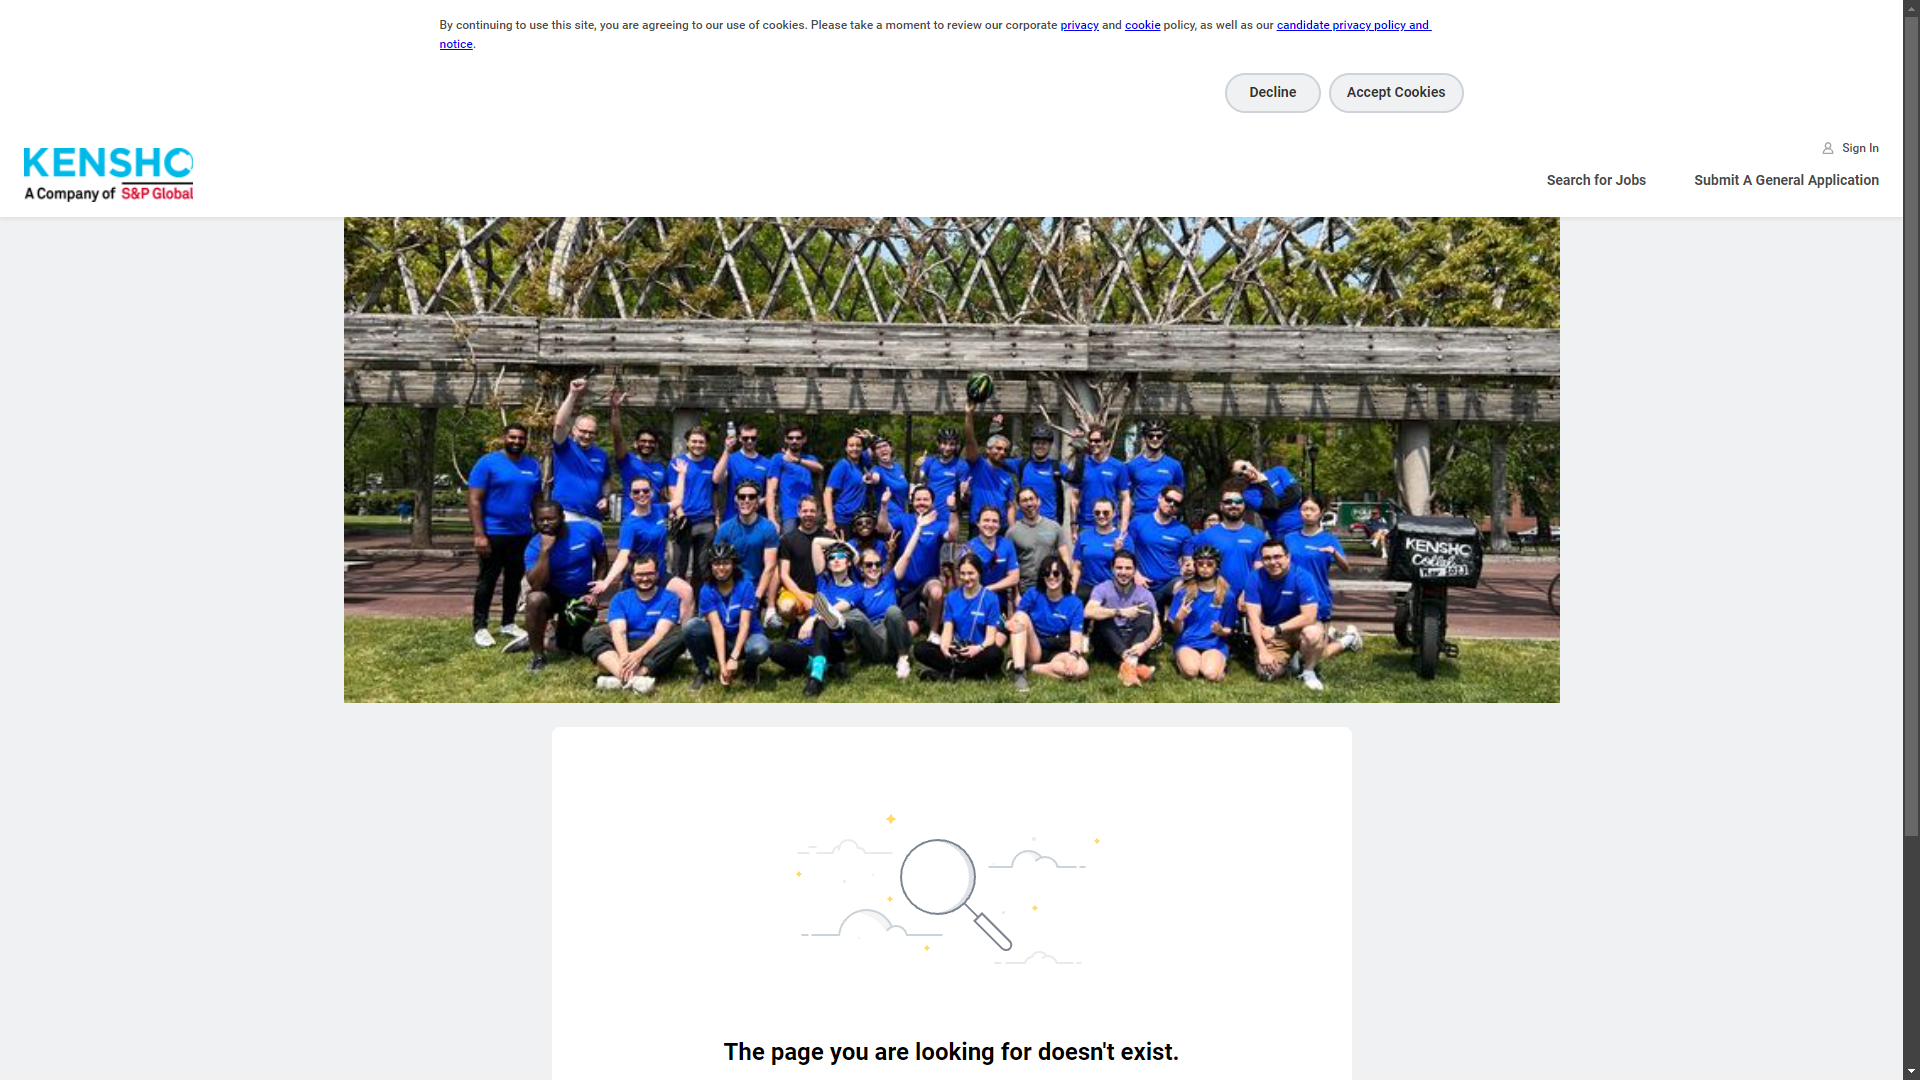 By continuing to use this site, you are agreeing to our use of cookies. Please take a moment to review our corporate privacy and cookie policy, as well as our candidate privacy policy and
notice.
Decline
Accept Cookies
KENSHO
A Company of S&P Global
Sign In
Search for Jobs
Submit A General Application
KENSHO
The page you are looking for doesn't exist.